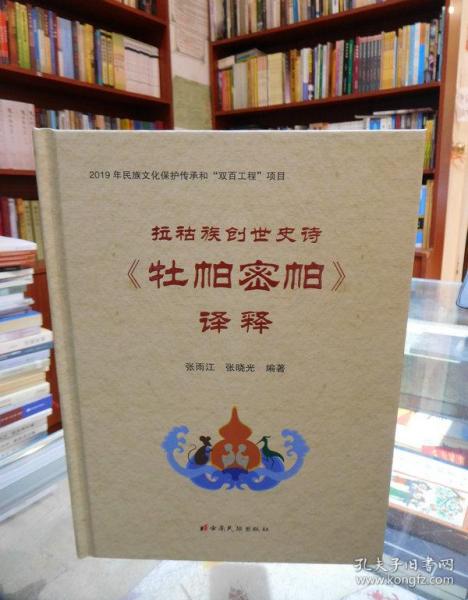 2019年民族文化保护传承和“双百工程”项目
拉祜族创世史诗
《牡帕密帕》
译释
张雨江 张晓光 编著
云南民族出版社
孔夫子旧书网
www.kongfz.com